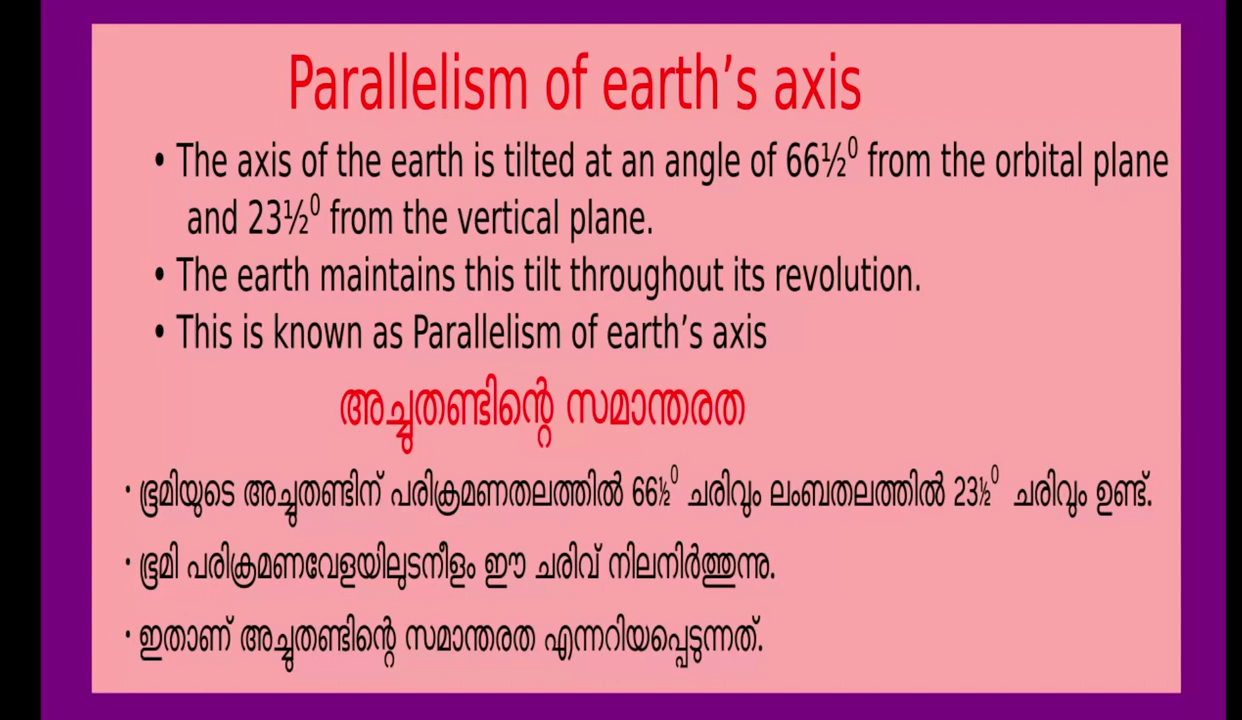 Parallelism of earth’s axis
• The axis of the earth is tilted at an angle of 66½⁰ from the orbital plane
and 23½⁰ from the vertical plane.
• The earth maintains this tilt throughout its revolution.
• This is known as Parallelism of earth’s axis
അച്ചുതണ്ടിന്റെ സമാന്തരത
• ഭൂമിയുടെ അച്ചുതണ്ടിന് പരിക്രമണതലത്തിൽ 66½⁰ ചരിവും ലംബതലത്തിൽ 23½⁰ ചരിവും ഉണ്ട്.
• ഭൂമി പരിക്രമണവേളയിലുടനീളം ഈ ചരിവ് നിലനിർത്തുന്നു.
• ഇതാണ് അച്ചുതണ്ടിന്റെ സമാന്തരത എന്നറിയപ്പെടുന്നത്.